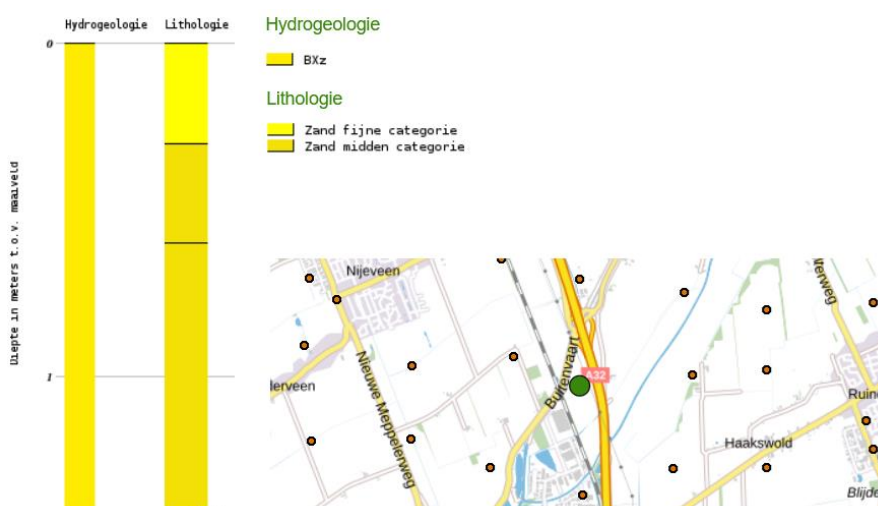 Hydrogeologie
Lithologie
0
1
Diepte in meters t.o.v. maaiveld
Hydrogeologie
BXz
Lithologie
Zand fijne categorie
Zand midden categorie
Nijeveen
lerveen
Nieuwe Meppelerweg
Buitenvaart
A32
Haakswold
Ruin
Blijde
werweg